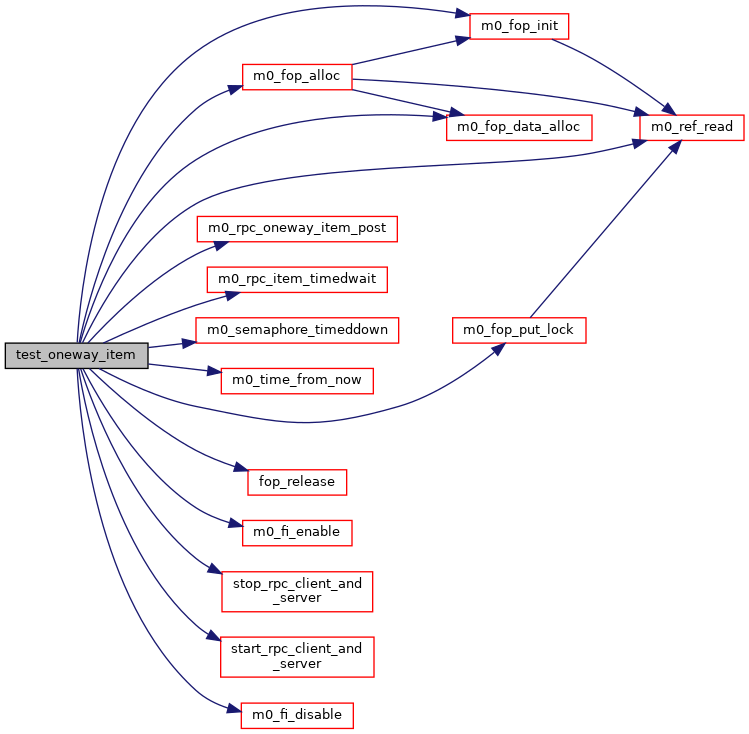 m0_fop_init
m0_fop_alloc
m0_fop_data_alloc
m0_ref_read
m0_rpc_oneway_item_post
m0_rpc_item_timedwait
m0_semaphore_timeddown
m0_fop_put_lock
test_oneway_item
m0_time_from_now
fop_release
m0_fi_enable
stop_rpc_client_and
_server
start_rpc_client_and
_server
m0_fi_disable